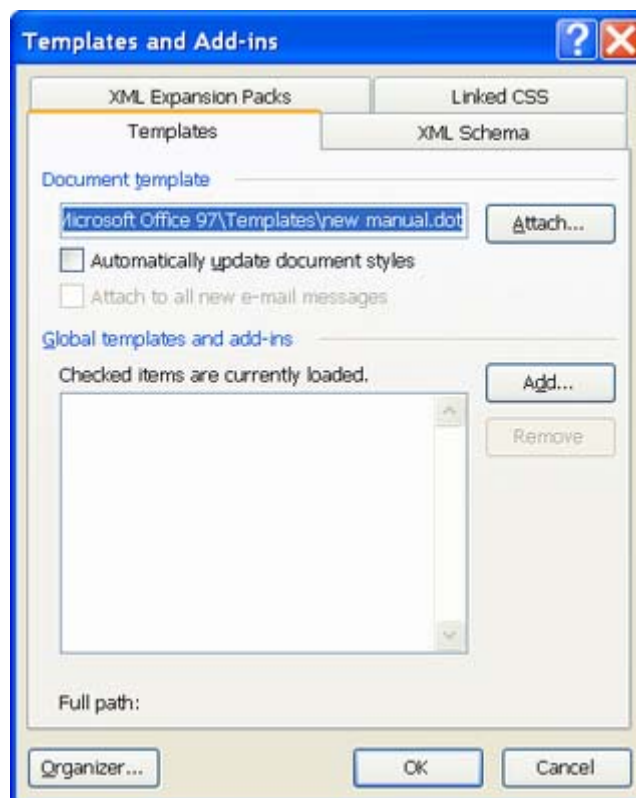 Templates and Add-ins
XML Expansion Packs Linked CSS
Templates XML Schema
Document template
Microsoft Office 97\Templates\new manual.dot Attach...
Automatically update document styles
Attach to all new e-mail messages
Global templates and add-ins
Checked items are currently loaded.
Add...
Remove
Full path:
Organizer... OK Cancel